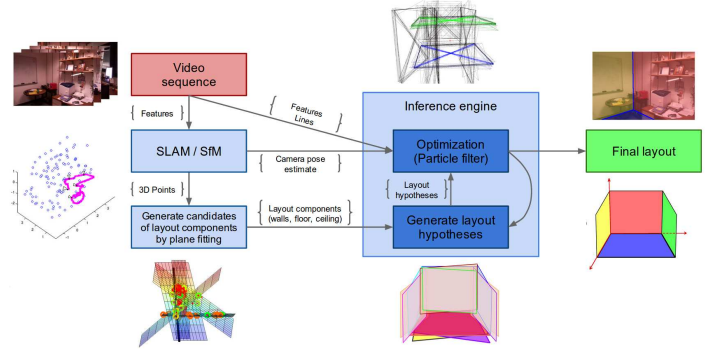 Video
sequence
{ Features }
{ Features
Lines }
Inference engine
SLAM / SfM
{ Camera pose
estimate }
Optimization
(Particle filter)
Final layout
{ 3D Points }
{ Layout
hypotheses }
Generate candidates
of layout components
by plane fitting
{ Layout components
(walls, floor, ceiling) }
Generate layout
hypotheses